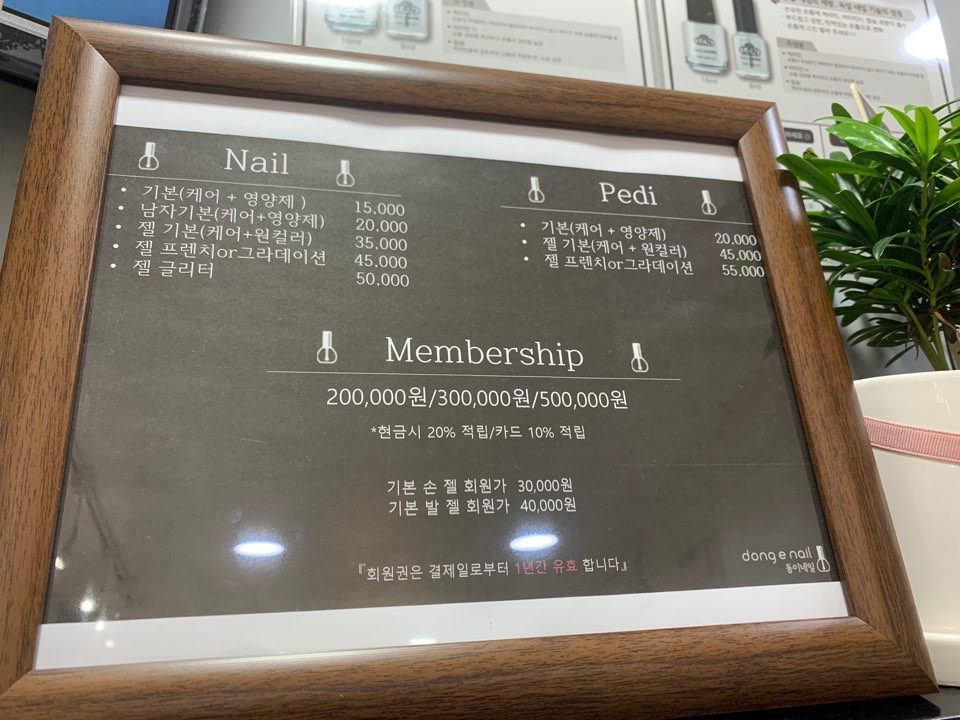 Nail
기본(케어 + 영양제 ) 15,000
남자기본(케어+영양제) 20,000
젤 기본(케어+원컬러) 35,000
젤 프렌치or그라데이션 45,000
젤 글리터 50,000
Pedi
기본(케어 + 영양제) 20,000
젤 기본(케어 + 원컬러) 45,000
젤 프렌치or그라데이션 55,000
Membership
200,000원/300,000원/500,000원
*현금시 20% 적립/카드 10% 적립
기본 손 젤 회원가 30,000원
기본 발 젤 회원가 40,000원
『회원권은 결제일로부터 1년간 유효 합니다』
dong e nail
동이네일
15ml 8ml